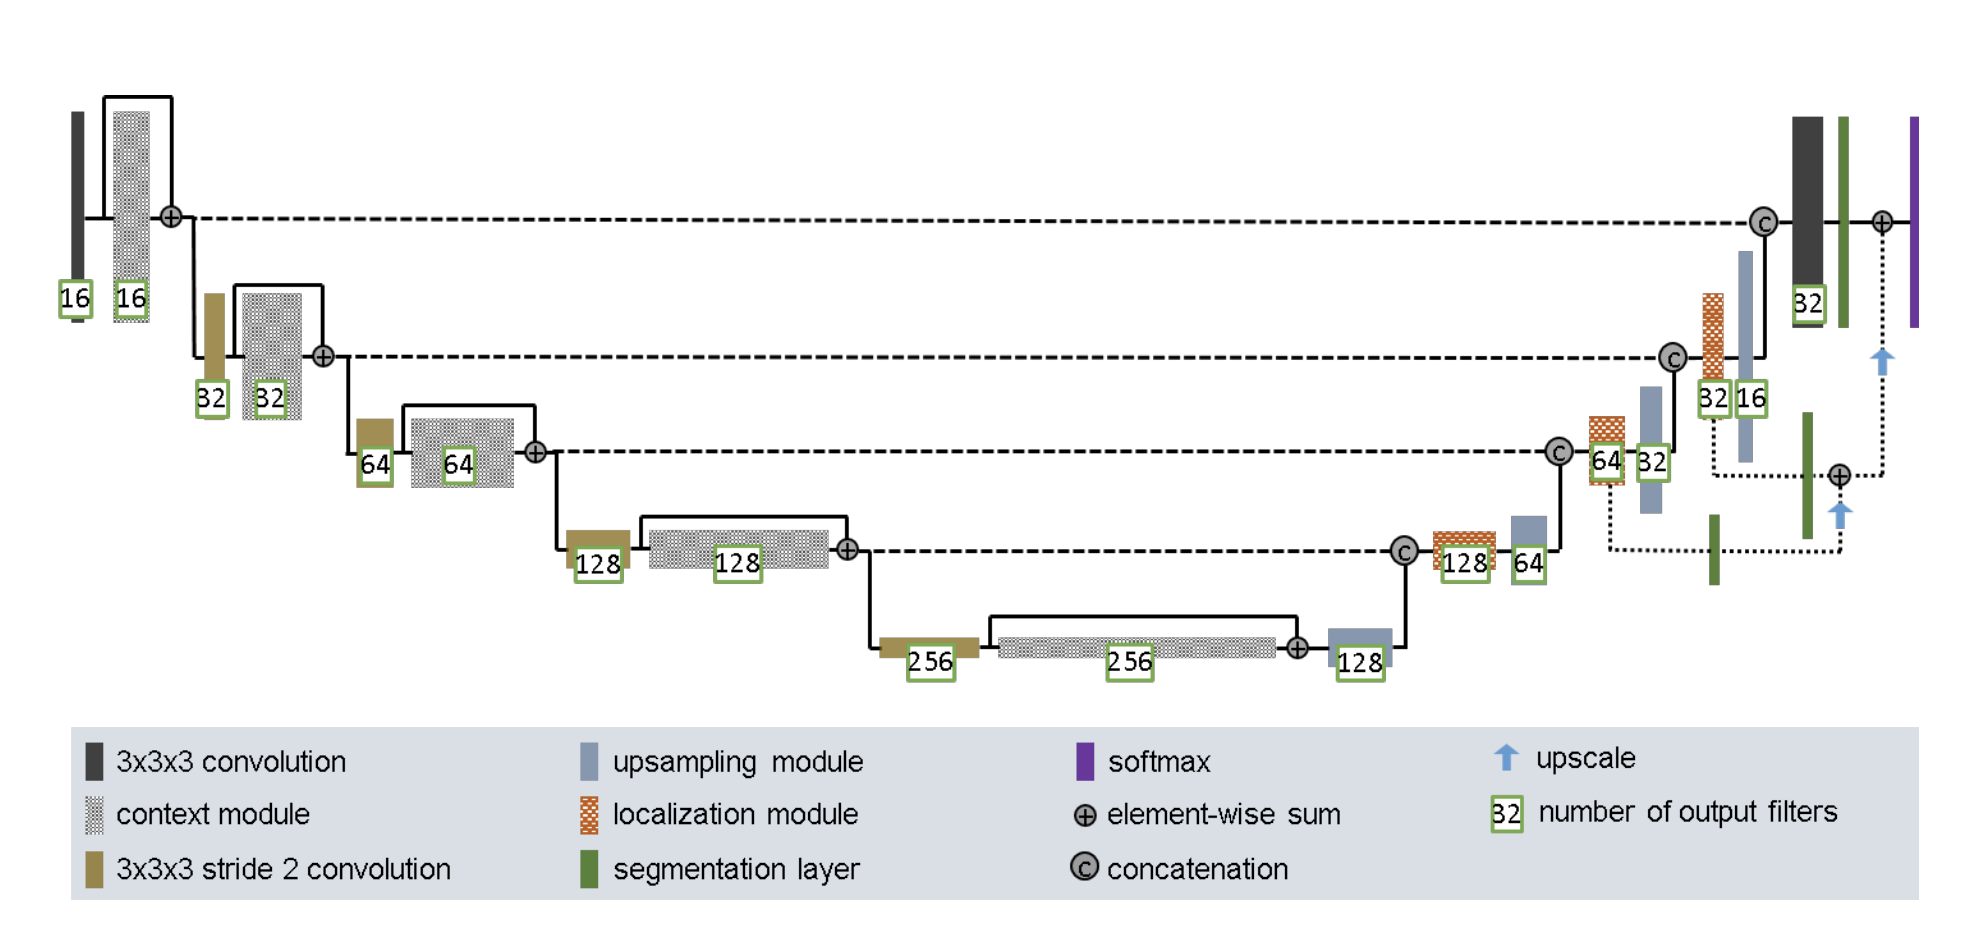 16
16
32
32
64
64
128
128
256
256
128
C
128
64
C
64
32
C
32
16
C
32
3x3x3 convolution
context module
3x3x3 stride 2 convolution
upsampling module
localization module
segmentation layer
softmax
element-wise sum
C concatenation
upscale
32 number of output filters